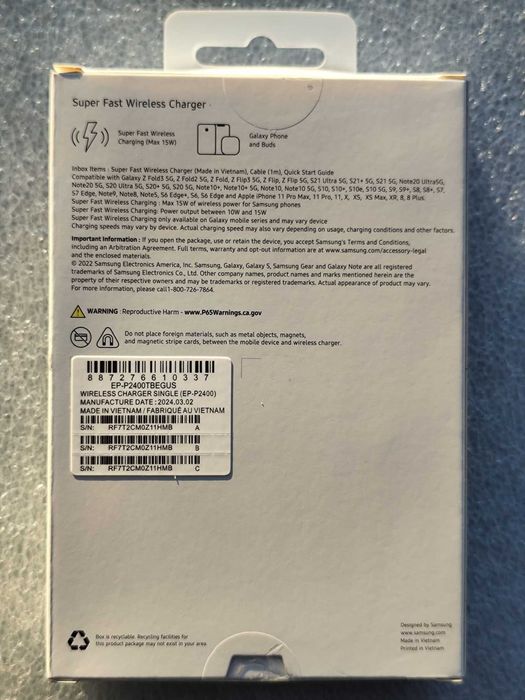 Super Fast Wireless Charger
Super Fast Wireless
Charging (Max 15W)
Galaxy Phone
and Buds
Inbox Items : Super Fast Wireless Charger (Made in Vietnam), Cable (1m), Quick Start Guide
Compatible with Galaxy Z Fold3 5G, Z Fold2 5G, Z Fold, Z Flip3 5G, Z Flip, Z Flip 5G, S21 Ultra 5G, S21+ 5G, S21 5G, Note20 Ultra5G,
Note20 5G, S20 Ultra 5G, S20+ 5G, S20 5G, Note10+, Note10+ 5G, Note10, Note10 5G, S10, S10+, S10e, S10 5G, S9, S9+, S8, S8+, S7,
S7 Edge, Note9, Note8, Note5, S6 Edge+, S6, S6 Edge and Apple iPhone 11 Pro Max, 11 Pro, 11, X, XS, XS Max, XR, 8, 8 Plus.
Super Fast Wireless Charging : Max 15W of wireless power for Samsung phones
Super Fast Wireless Charging: Power output between 10W and 15W
Super Fast Wireless Charging only available on Galaxy mobile series and may vary device
Charging speeds may vary by device. Actual charging speed may also vary depending on usage, charging conditions and other factors.
Important Information : If you open the package, use or retain the device, you accept Samsung's Terms and Conditions,
including an Arbitration Agreement. Full terms, warranty and opt-out information are at www.samsung.com/accessory-legal
and the enclosed materials.
© 2022 Samsung Electronics America, Inc. Samsung, Galaxy, Galaxy S, Samsung Gear and Galaxy Note are all registered
trademarks of Samsung Electronics Co., Ltd. Other company names, product names and marks mentioned herein are the
property of their respective owners and may be trademarks or registered trademarks. Actual appearance of product may vary.
For more information, please call1-800-726-7864.
WARNING : Reproductive Harm - www.P65Warnings.ca.gov
Do not place foreign materials, such as metal objects, magnets,
and magnetic stripe cards, between the mobile device and wireless charger.
8 8 7 2 7 6 6 1 0 3 3 7
EP-P2400TBEGUS
WIRELESS CHARGER SINGLE (EP-P2400)
MANUFACTURE DATE : 2024.03.02
MADE IN VIETNAM / FABRIQUÉ AU VIETNAM
S/N: RF7T2CM0Z11HMB A
S/N: RF7T2CM0Z11HMB B
S/N: RF7T2CM0Z11HMB C
Box is recyclable. Recycling facilities for
this product package may not exist in your area.
Designed by Samsung
www.samsung.com
Made in Vietnam
Printed in Vietnam